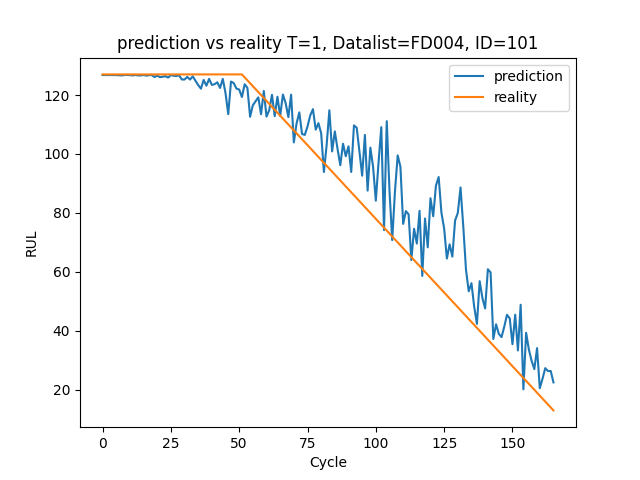 prediction vs reality T=1, Datalist=FD004, ID=101
prediction
reality
RUL
120
100
80
60
40
20
0 25 50 75 100 125 150
Cycle